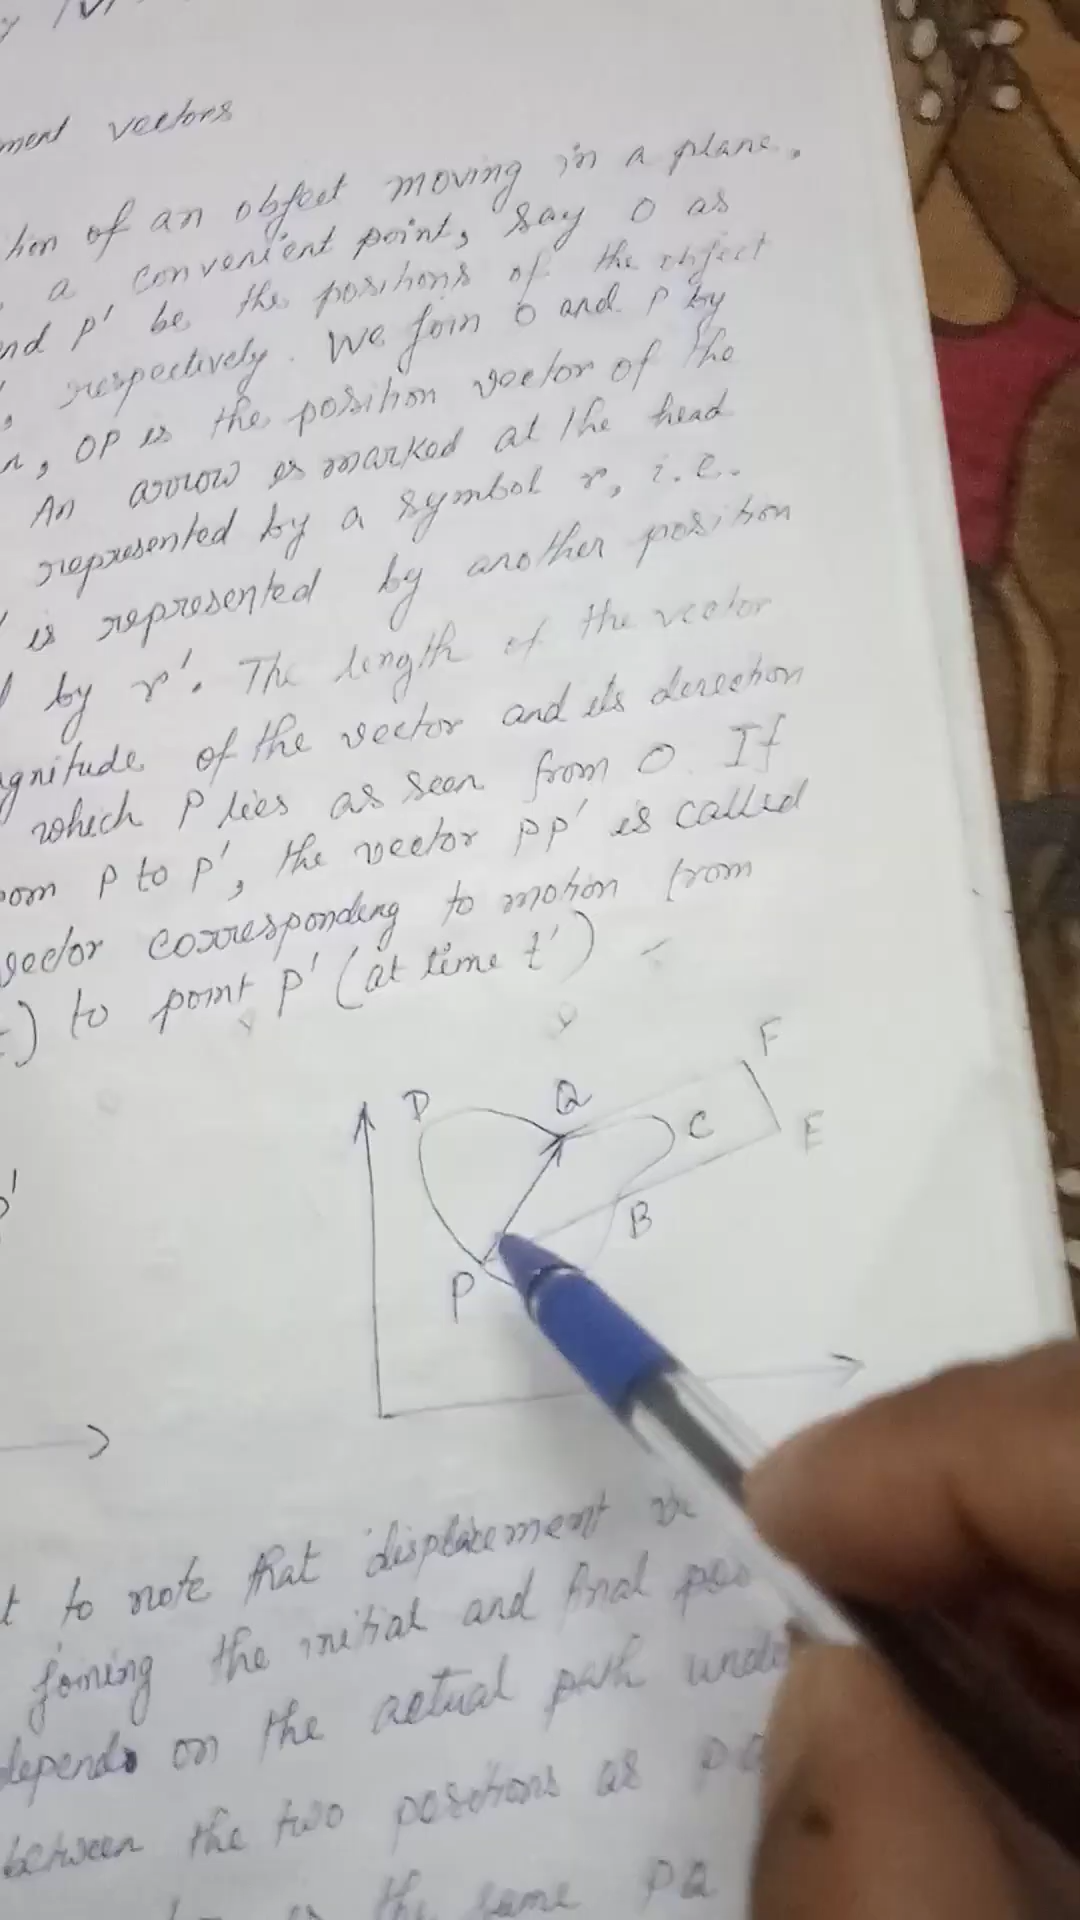 ment vectors
tion of an object moving in a plane,
a convenient point, say O as
nd P' be the positions of the object
', respectively. We join O and P by
n, OP is the position vector of the
An arrow is marked at the head
represented by a symbol r, i.e.
' is represented by another position
d by r'. The length of the vector
gnitude of the vector and its direction
which P lies as seen from O. If
om P to P', the vector PP' is called
vector corresponding to motion from
t) to point P' (at time t')
y
F
D
Q
C
E
B
P
p'
t to note that displacement ve
joining the initial and final pos
depends on the actual path unde
between the two positions as PQ
the same PQ